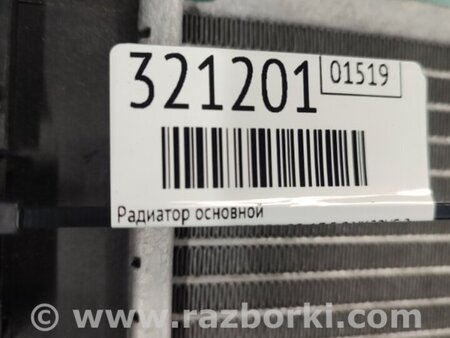 321201
01519
Радиатор основной
© www.razborki.com